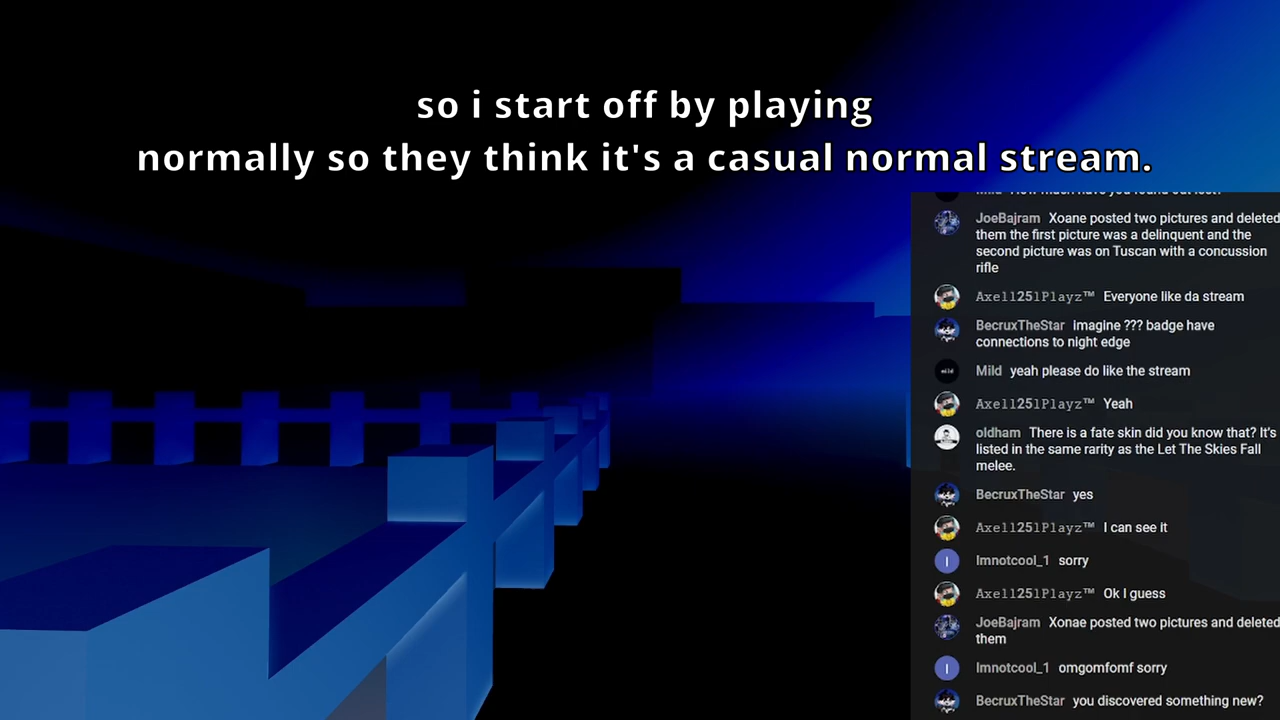 so i start off by playing
normally so they think it's a casual normal stream.
JoeBajram Xoane posted two pictures and deleted
them the first picture was a delinquent and the
second picture was on Tuscan with a concussion
rifle
Axell251Playz™ Everyone like da stream
BecruxTheStar imagine ??? badge have
connections to night edge
Mild yeah please do like the stream
Axell251Playz™ Yeah
oldham There is a fate skin did you know that? It's
listed in the same rarity as the Let The Skies Fall
melee.
BecruxTheStar yes
Axell251Playz™ I can see it
Imnotcool_1 sorry
Axell251Playz™ Ok I guess
JoeBajram Xonae posted two pictures and deleted
them
Imnotcool_1 omgomfomf sorry
BecruxTheStar you discovered something new?